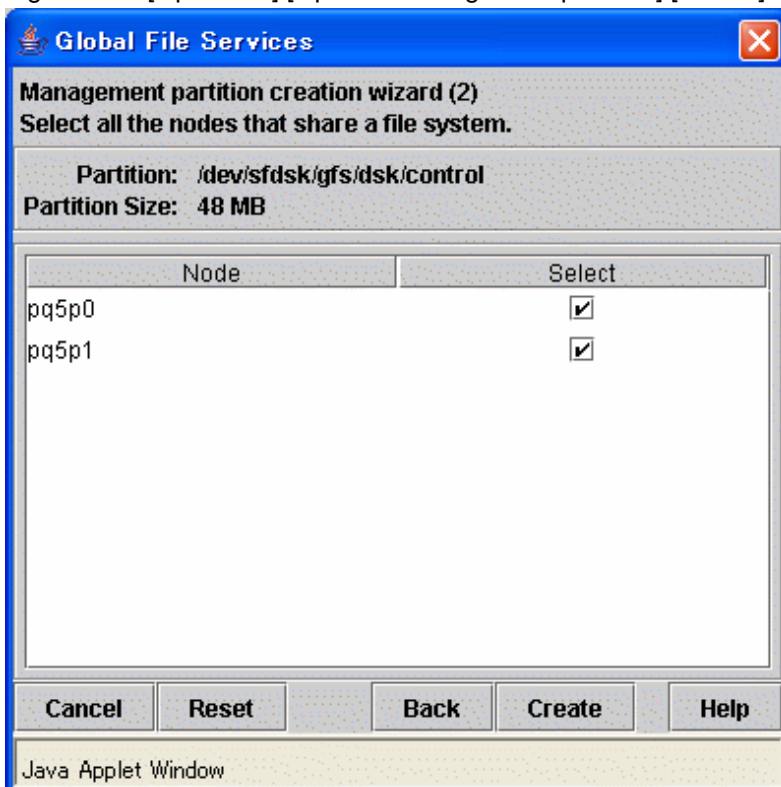 Global File Services
Management partition creation wizard (2)
Select all the nodes that share a file system.
Partition: /dev/sfdsk/gfs/dsk/control
Partition Size: 48 MB
Node Select
pq5p0
pq5p1
Cancel Reset Back Create Help
Java Applet Window